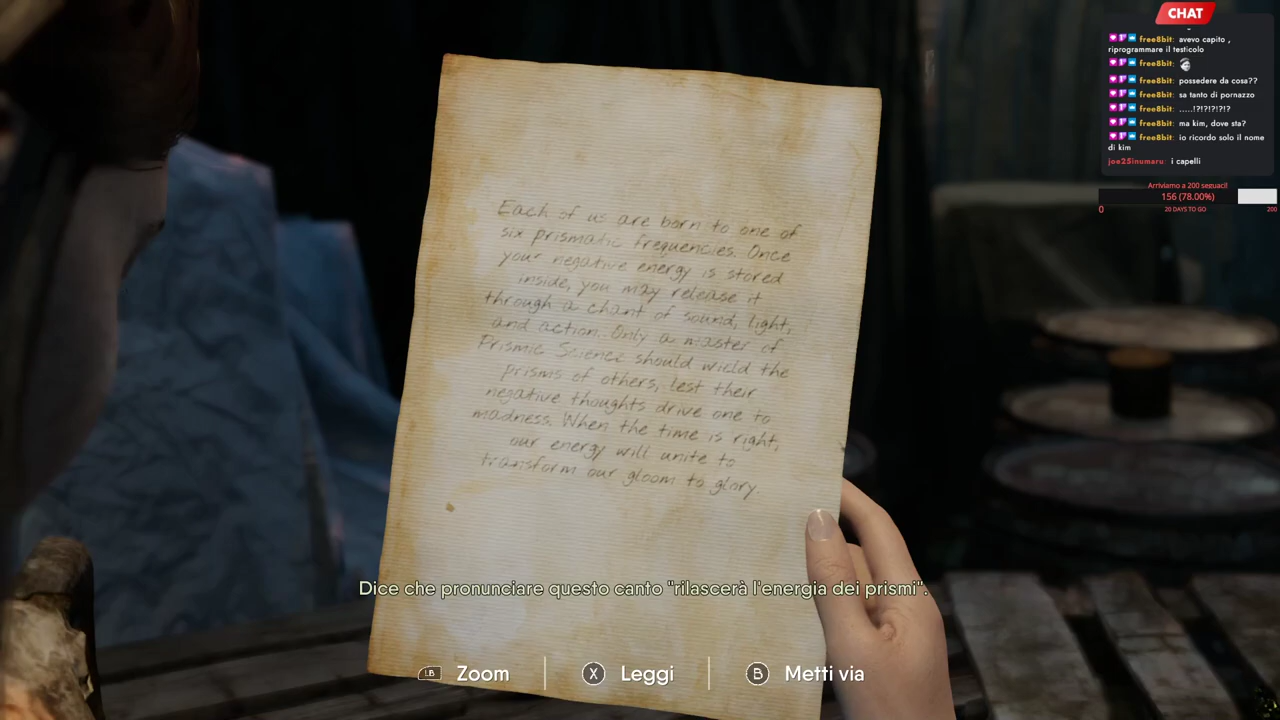 CHAT
free8bit: avevo capito ,
riprogrammare il testicolo
free8bit:
free8bit: possedere da cosa??
free8bit: sa tanto di pornazzo
free8bit: .....!?!?!?!?!?
free8bit: ma kim, dove sta?
free8bit: io ricordo solo il nome
di kim
joe25inumaru: i capelli
Arriviamo a 200 seguaci!
156 (78.00%)
0 20 DAYS TO GO 200
Each of us are born to one of
six prismatic frequencies. Once
your negative energy is stored
inside, you may release it
through a chant of sound, light,
and action. Only a master of
Prismic Science should wield the
prisms of others, lest their
negative thoughts drive one to
madness. When the time is right,
our energy will unite to
transform our gloom to glory.
Dice che pronunciare questo canto "rilascerà l'energia dei prismi".
LB Zoom X Leggi B Metti via